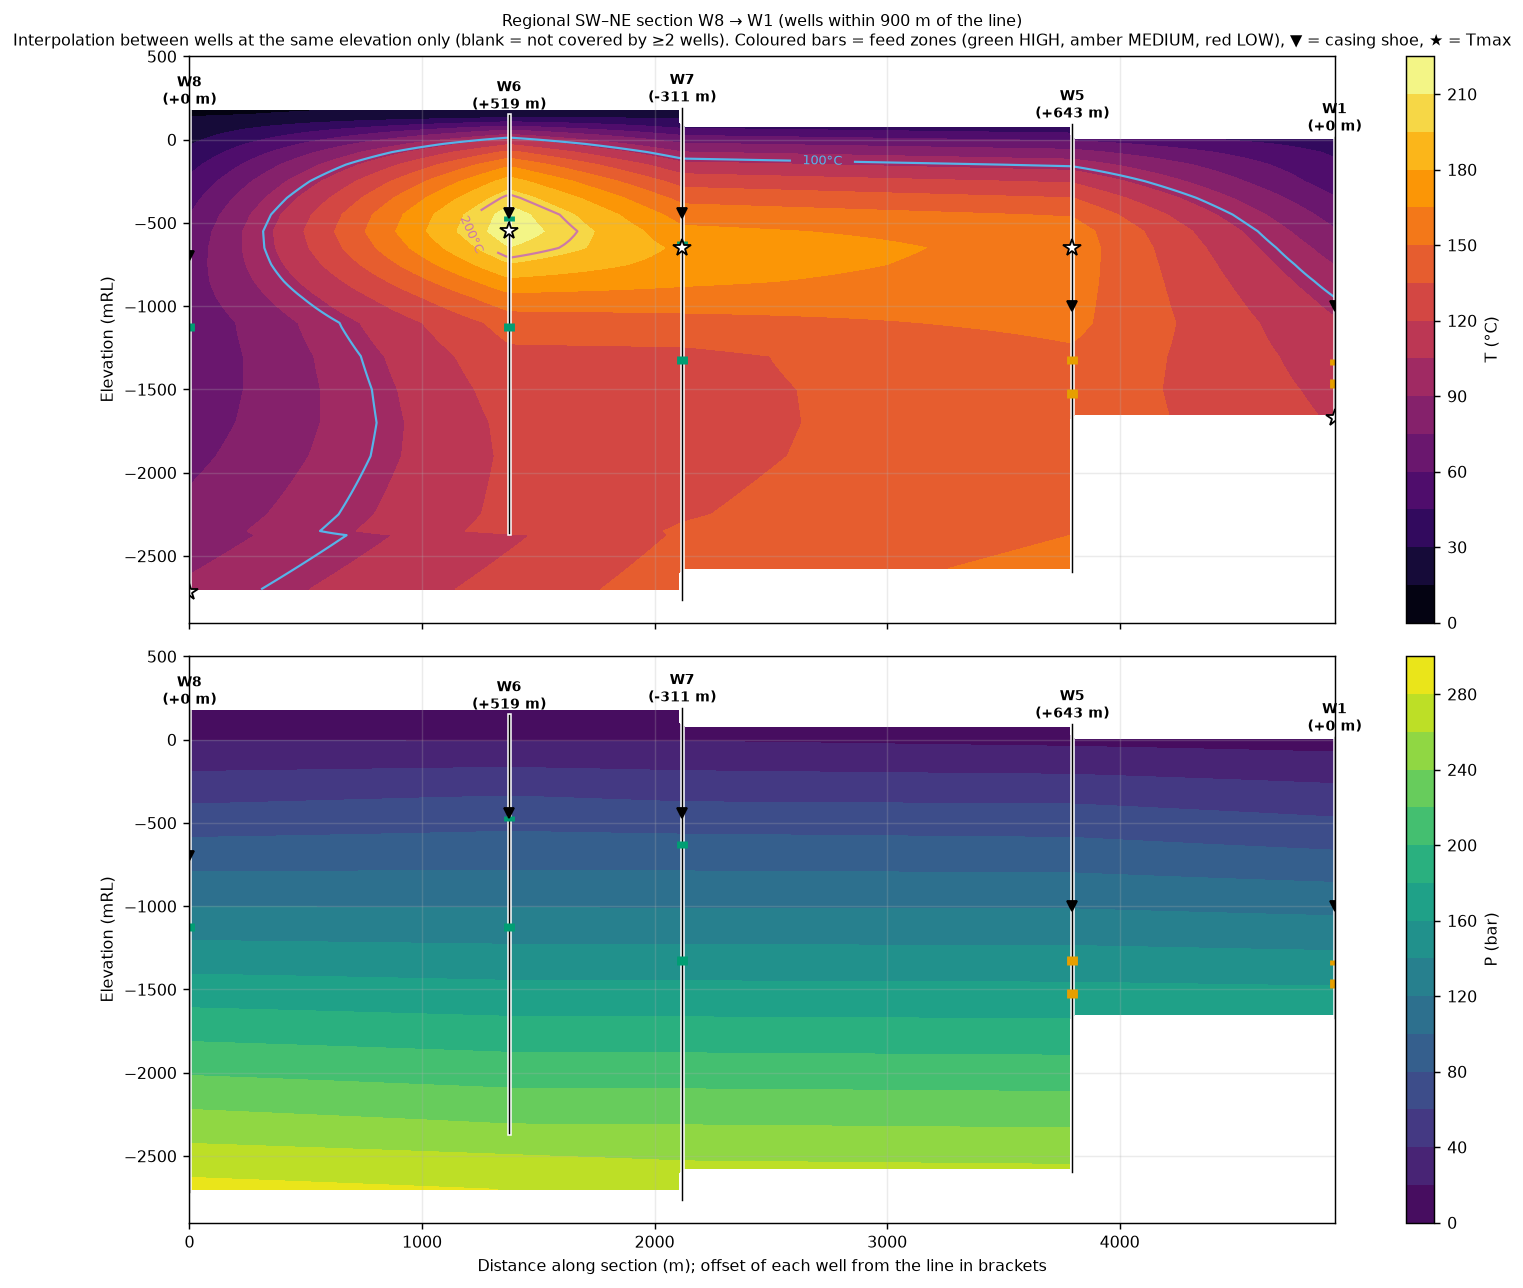 Regional SW–NE section W8 → W1 (wells within 900 m of the line)
Interpolation between wells at the same elevation only (blank = not covered by ≥2 wells). Coloured bars = feed zones (green HIGH, amber MEDIUM, red LOW), ▼ = casing shoe, ★ = Tmax
500
0
−500
−1000
−1500
−2000
−2500
Elevation (mRL)
W8
(+0 m)
W6
(+519 m)
W7
(-311 m)
W5
(+643 m)
W1
(+0 m)
100°C
200°C
210
180
150
120
90
60
30
0
T (°C)
500
0
−500
−1000
−1500
−2000
−2500
Elevation (mRL)
W8
(+0 m)
W6
(+519 m)
W7
(-311 m)
W5
(+643 m)
W1
(+0 m)
280
240
200
160
120
80
40
0
P (bar)
0
1000
2000
3000
4000
Distance along section (m); offset of each well from the line in brackets